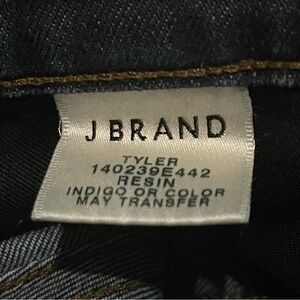 J BRAND
TYLER
140239E442
RESIN
INDIGO OR COLOR
MAY TRANSFER